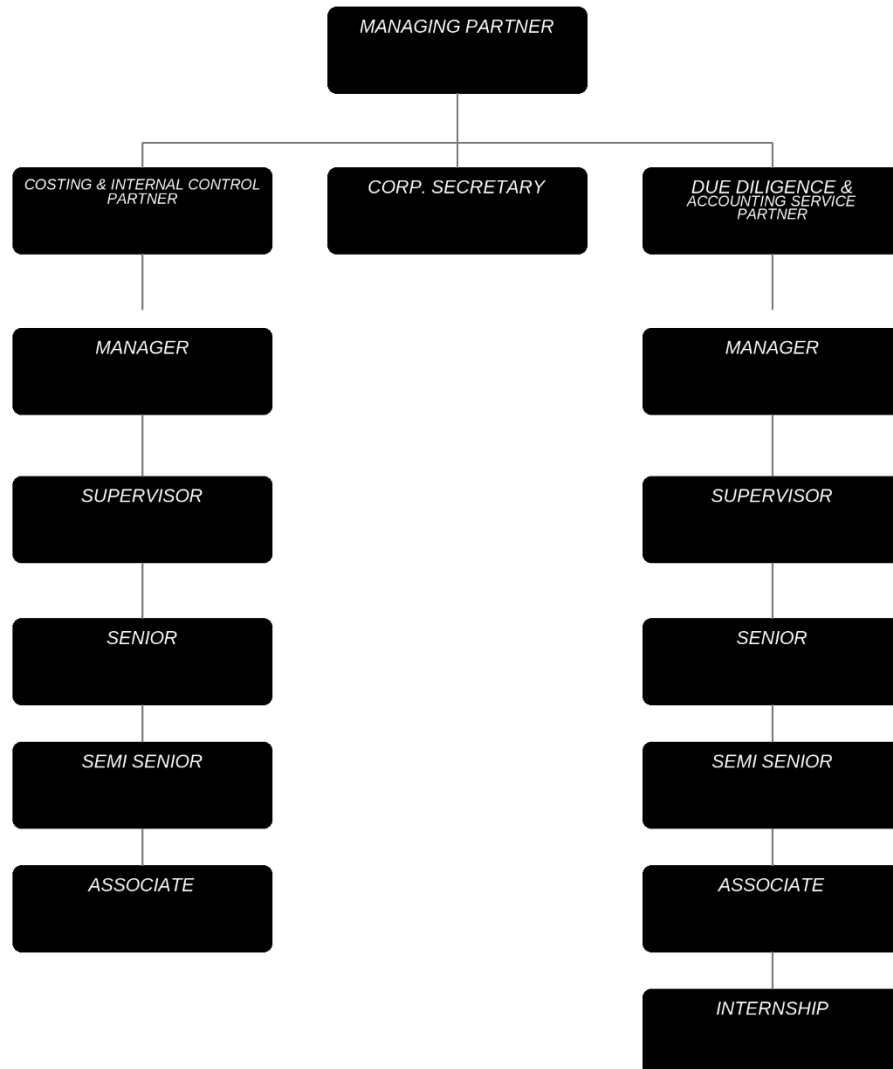 MANAGING PARTNER
COSTING & INTERNAL CONTROL
PARTNER
CORP. SECRETARY
DUE DILIGENCE &
ACCOUNTING SERVICE
PARTNER
MANAGER
MANAGER
SUPERVISOR
SUPERVISOR
SENIOR
SENIOR
SEMI SENIOR
SEMI SENIOR
ASSOCIATE
ASSOCIATE
INTERNSHIP